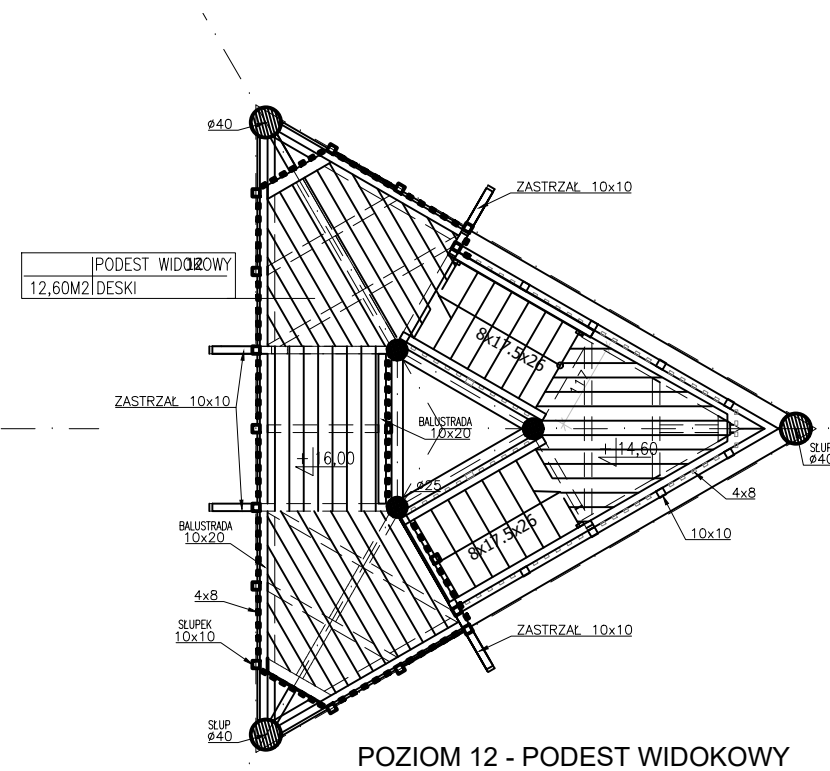 ø40
ZASTRZAŁ 10x10
12
PODEST WIDOKOWY
12,60M2 DESKI
8x17.5x26
117
ZASTRZAŁ 10x10
BALUSTRADA
10x20
16,00
14,60
SŁUP
ø40
ø25
4x8
8x17.5x26
10x10
BALUSTRADA
10x20
4x8
SŁUPEK
10x10
ZASTRZAŁ 10x10
SŁUP
ø40
POZIOM 12 - PODEST WIDOKOWY